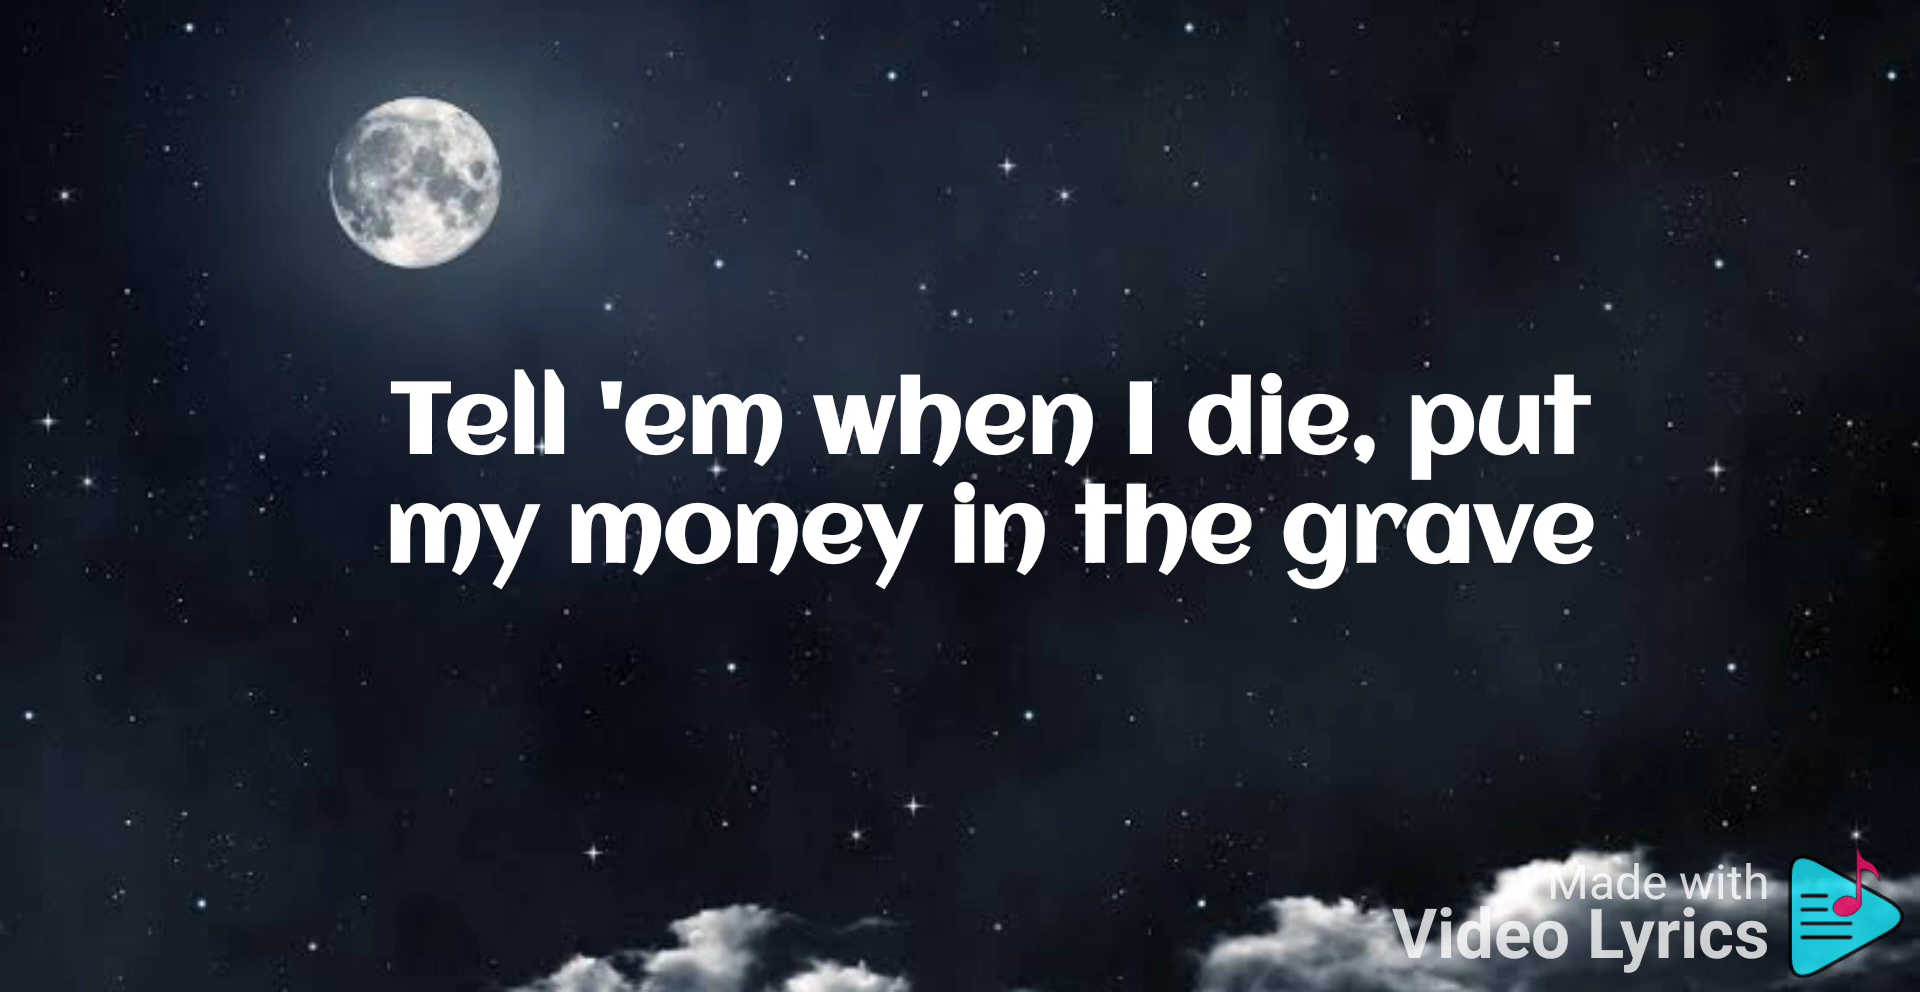 Tell 'em when I die, put
my money in the grave
Made with
Video Lyrics